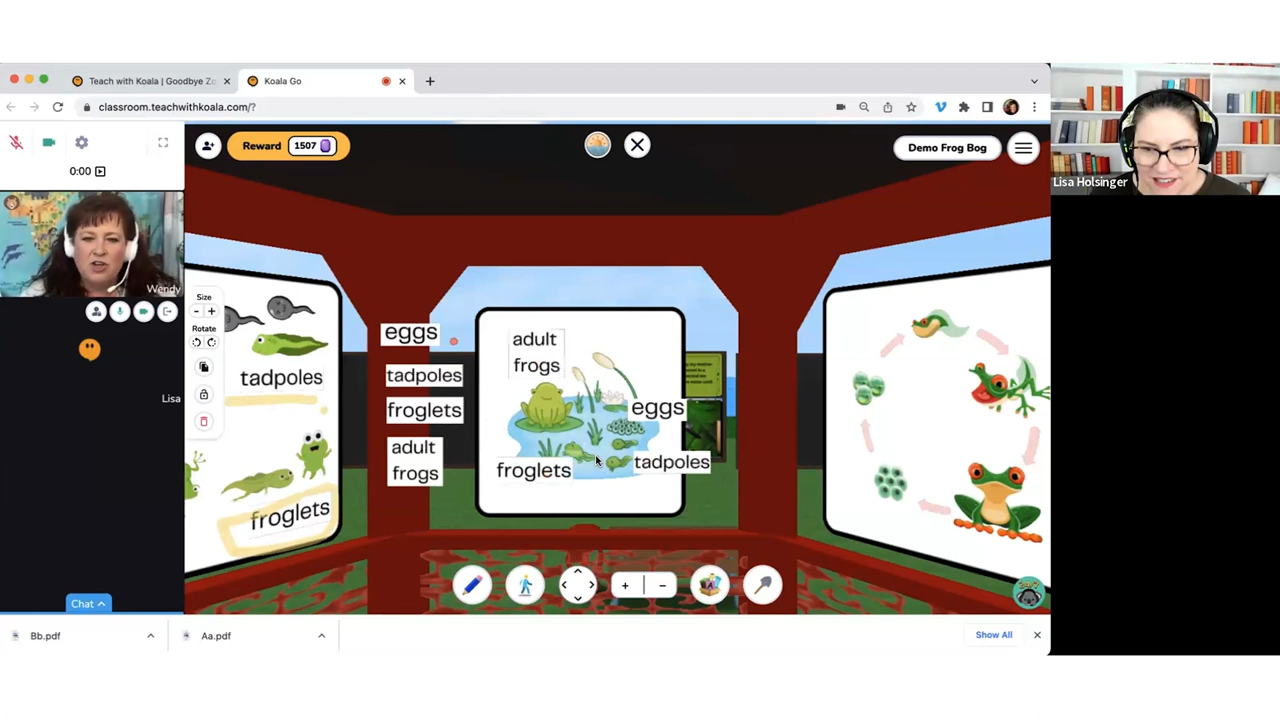 Teach with Koala | Goodbye Zo
Koala Go
classroom.teachwithkoala.com/?
Lisa Holsinger
0:00
Reward 1507
Demo Frog Bog
Wendy
Size
- +
Rotate
Lisa
tadpoles
froglets
eggs
tadpoles
froglets
adult
frogs
adult
frogs
eggs
froglets
tadpoles
+ -
Chat
Bb.pdf
Aa.pdf
Show All